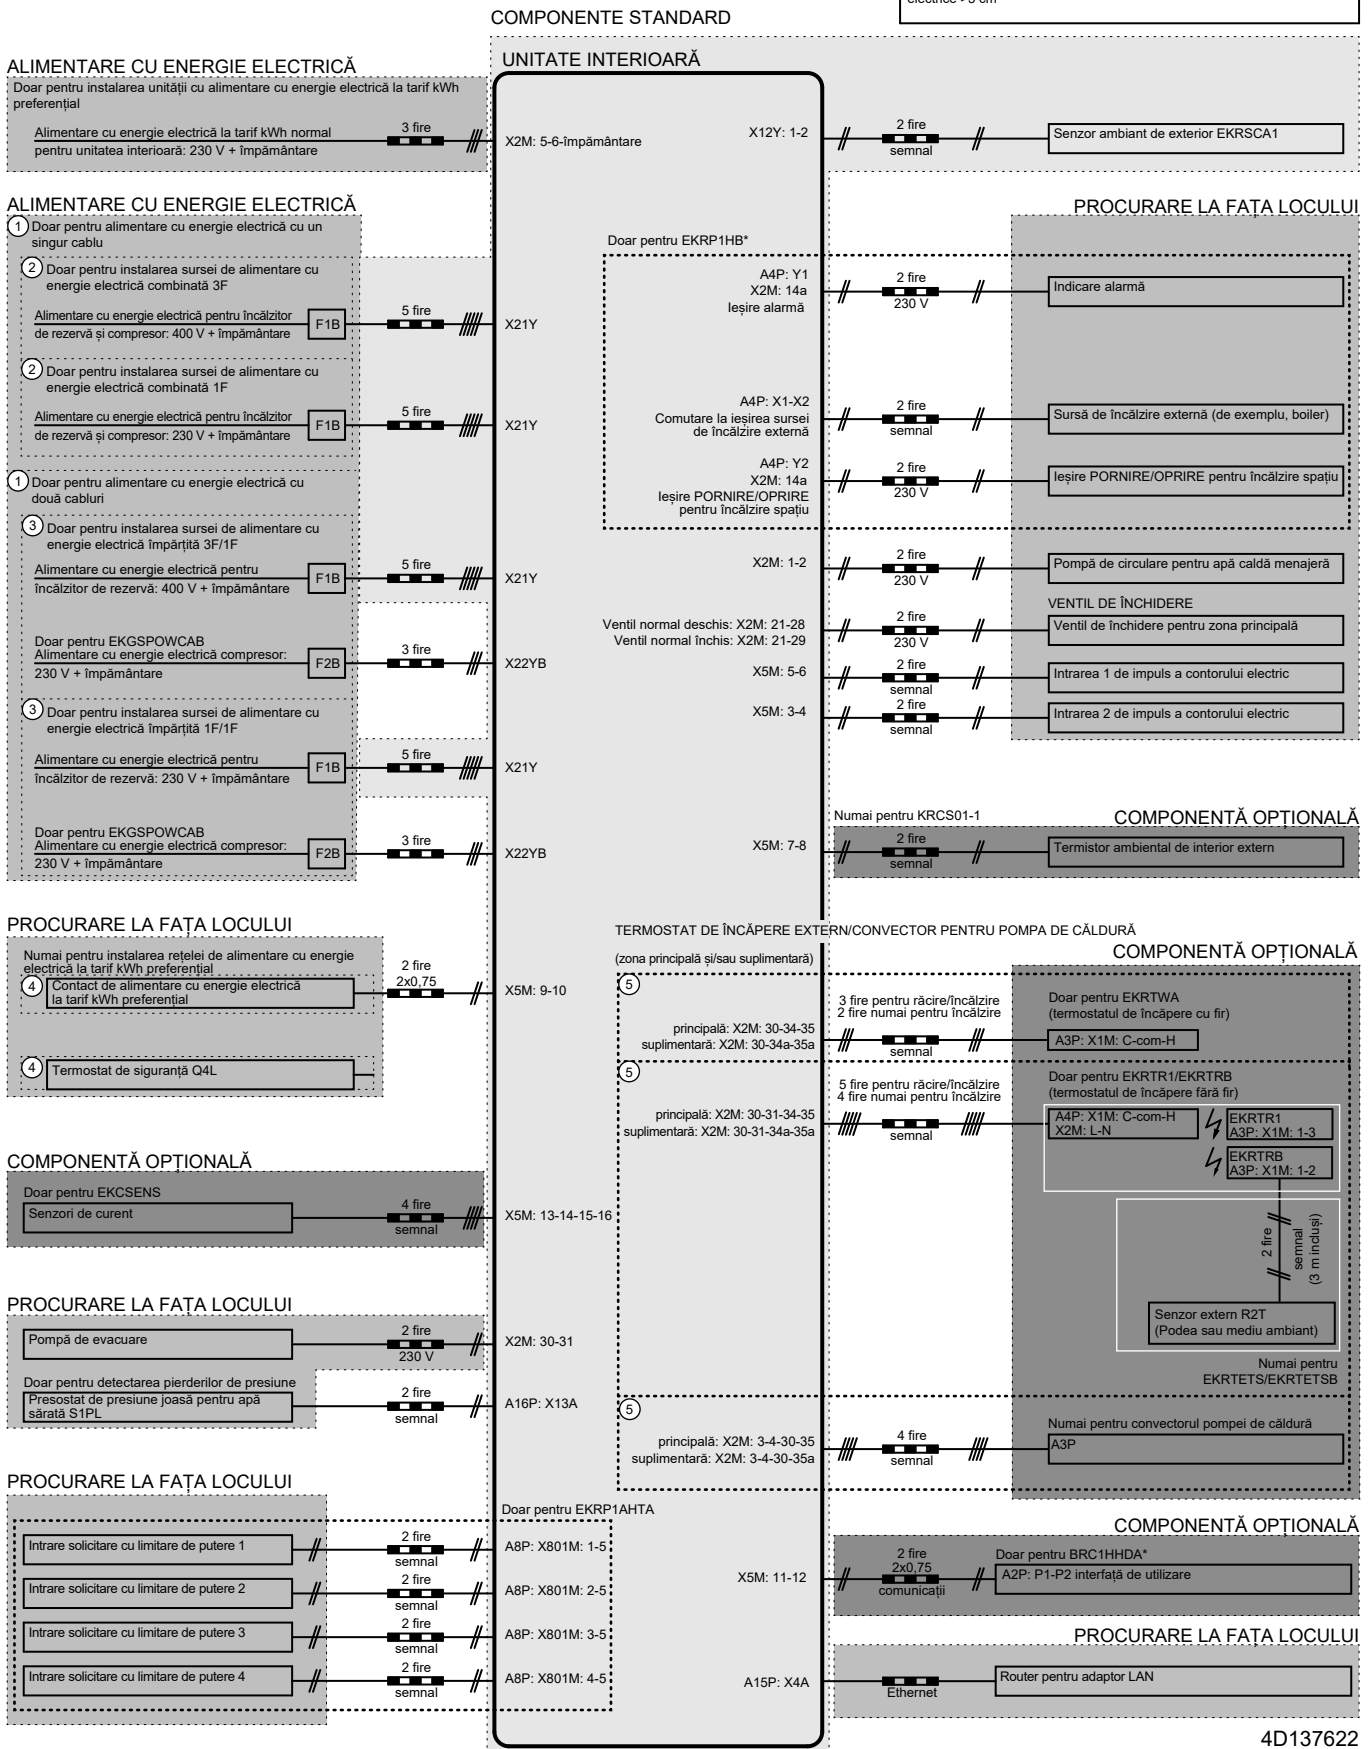 COMPONENTE STANDARD
UNITATE INTERIOARĂ
ALIMENTARE CU ENERGIE ELECTRICĂ
Doar pentru instalarea unității cu alimentare cu energie electrică la tarif kWh
preferențial
Alimentare cu energie electrică la tarif kWh normal
pentru unitatea interioară: 230 V + împământare
3 fire
X2M: 5-6-împământare
X12Y: 1-2
2 fire
semnal
Senzor ambiant de exterior EKRSCA1
ALIMENTARE CU ENERGIE ELECTRICĂ
1 Doar pentru alimentare cu energie electrică cu un
singur cablu
2 Doar pentru instalarea sursei de alimentare cu
energie electrică combinată 3F
Alimentare cu energie electrică pentru încălzitor
de rezervă și compresor: 400 V + împământare
F1B
5 fire
X21Y
2 Doar pentru instalarea sursei de alimentare cu
energie electrică combinată 1F
Alimentare cu energie electrică pentru încălzitor
de rezervă și compresor: 230 V + împământare
F1B
5 fire
X21Y
1 Doar pentru alimentare cu energie electrică cu
două cabluri
3 Doar pentru instalarea sursei de alimentare cu
energie electrică împărțită 3F/1F
Alimentare cu energie electrică pentru
încălzitor de rezervă: 400 V + împământare
F1B
5 fire
X21Y
Doar pentru EKGSPOWCAB
Alimentare cu energie electrică compresor:
230 V + împământare
F2B
3 fire
X22YB
3 Doar pentru instalarea sursei de alimentare cu
energie electrică împărțită 1F/1F
Alimentare cu energie electrică pentru
încălzitor de rezervă: 230 V + împământare
F1B
5 fire
X21Y
Doar pentru EKGSPOWCAB
Alimentare cu energie electrică compresor:
230 V + împământare
F2B
3 fire
X22YB
PROCURARE LA FAȚA LOCULUI
Doar pentru EKRP1HB*
A4P: Y1
X2M: 14a
Ieșire alarmă
2 fire
230 V
Indicare alarmă
A4P: X1-X2
Comutare la ieșirea sursei
de încălzire externă
2 fire
semnal
Sursă de încălzire externă (de exemplu, boiler)
A4P: Y2
X2M: 14a
Ieșire PORNIRE/OPRIRE
pentru încălzire spațiu
2 fire
230 V
Ieșire PORNIRE/OPRIRE pentru încălzire spațiu
X2M: 1-2
2 fire
230 V
Pompă de circulare pentru apă caldă menajeră
VENTIL DE ÎNCHIDERE
Ventil normal deschis: X2M: 21-28
Ventil normal închis: X2M: 21-29
2 fire
230 V
Ventil de închidere pentru zona principală
X5M: 5-6
2 fire
semnal
Intrarea 1 de impuls a contorului electric
X5M: 3-4
2 fire
semnal
Intrarea 2 de impuls a contorului electric
Numai pentru KRCS01-1
COMPONENTĂ OPȚIONALĂ
X5M: 7-8
2 fire
semnal
Termistor ambiental de interior extern
PROCURARE LA FAȚA LOCULUI
Numai pentru instalarea rețelei de alimentare cu energie
electrică la tarif kWh preferențial
4 Contact de alimentare cu energie electrică
la tarif kWh preferențial
2 fire
2x0,75
X5M: 9-10
4 Termostat de siguranță Q4L
TERMOSTAT DE ÎNCĂPERE EXTERN/CONVECTOR PENTRU POMPA DE CĂLDURĂ
(zona principală și/sau suplimentară)
COMPONENTĂ OPȚIONALĂ
5
principală: X2M: 30-34-35
suplimentară: X2M: 30-34a-35a
3 fire pentru răcire/încălzire
2 fire numai pentru încălzire
semnal
Doar pentru EKRTWA
(termostatul de încăpere cu fir)
A3P: X1M: C-com-H
5
principală: X2M: 30-31-34-35
suplimentară: X2M: 30-31-34a-35a
5 fire pentru răcire/încălzire
4 fire numai pentru încălzire
semnal
Doar pentru EKRTR1/EKRTRB
(termostatul de încăpere fără fir)
A4P: X1M: C-com-H
X2M: L-N
EKRTR1
A3P: X1M: 1-3
EKRTRB
A3P: X1M: 1-2
2 fire
semnal
(3 m incluși)
Senzor extern R2T
(Podea sau mediu ambiant)
Numai pentru
EKRTETS/EKRTETSB
5
principală: X2M: 3-4-30-35
suplimentară: X2M: 3-4-30-35a
4 fire
semnal
Numai pentru convectorul pompei de căldură
A3P
COMPONENTĂ OPȚIONALĂ
Doar pentru EKCSENS
Senzori de curent
4 fire
semnal
X5M: 13-14-15-16
PROCURARE LA FAȚA LOCULUI
Pompă de evacuare
2 fire
230 V
X2M: 30-31
Doar pentru detectarea pierderilor de presiune
Presostat de presiune joasă pentru apă
sărată S1PL
2 fire
semnal
A16P: X13A
PROCURARE LA FAȚA LOCULUI
Doar pentru EKRP1AHTA
Intrare solicitare cu limitare de putere 1
2 fire
semnal
A8P: X801M: 1-5
Intrare solicitare cu limitare de putere 2
2 fire
semnal
A8P: X801M: 2-5
Intrare solicitare cu limitare de putere 3
2 fire
semnal
A8P: X801M: 3-5
Intrare solicitare cu limitare de putere 4
2 fire
semnal
A8P: X801M: 4-5
COMPONENTĂ OPȚIONALĂ
X5M: 11-12
2 fire
2x0,75
comunicații
Doar pentru BRC1HHDA*
A2P: P1-P2 interfață de utilizare
PROCURARE LA FAȚA LOCULUI
A15P: X4A
Ethernet
Router pentru adaptor LAN
4D137622